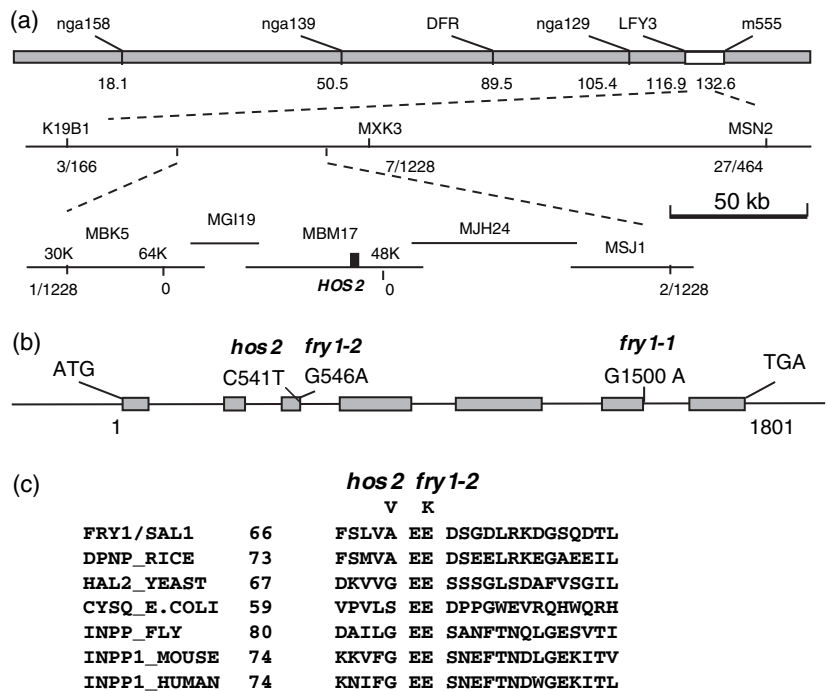 (a)
nga158 nga139 DFR nga129 LFY3 m555
18.1 50.5 89.5 105.4 116.9 132.6
K19B1 MXK3 MSN2
3/166 7/1228 27/464
50 kb
MBK5 MGI19 MBM17 MJH24 MSJ1
30K 64K 48K
HOS2
1/1228 0 0 2/1228
(b)
hos2 fry1-2 fry1-1
ATG C541T G546A G1500 A TGA
1 1801
(c)
hos2 fry1-2
V K
FRY1/SAL1 66 FSLVA EE DSGDLRKDGSQDTL
DPNP_RICE 73 FSMVA EE DSEELRKEGAEEIL
HAL2_YEAST 67 DKVVG EE SSSGLSDAFVSGIL
CYSQ_E.COLI 59 VPVLS EE DPPGWEVRQHWQRH
INPP_FLY 80 DAILG EE SANFTNQLGESVTI
INPP1_MOUSE 74 KKVFG EE SNEFTNDLGEKITV
INPP1_HUMAN 74 KNIFG EE SNEFTNDWGEKITL